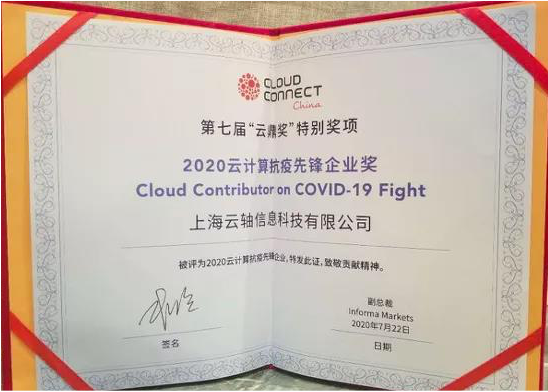 CLOUD
CONNECT
China
第七届“云鼎奖”特别奖项
2020云计算抗疫先锋企业奖
Cloud Contributor on COVID-19 Fight
上海云轴信息科技有限公司
被评为2020云计算抗疫先锋企业,特发此证,致敬贡献精神。
副总裁
Informa Markets
2020年7月22日
签名
日期